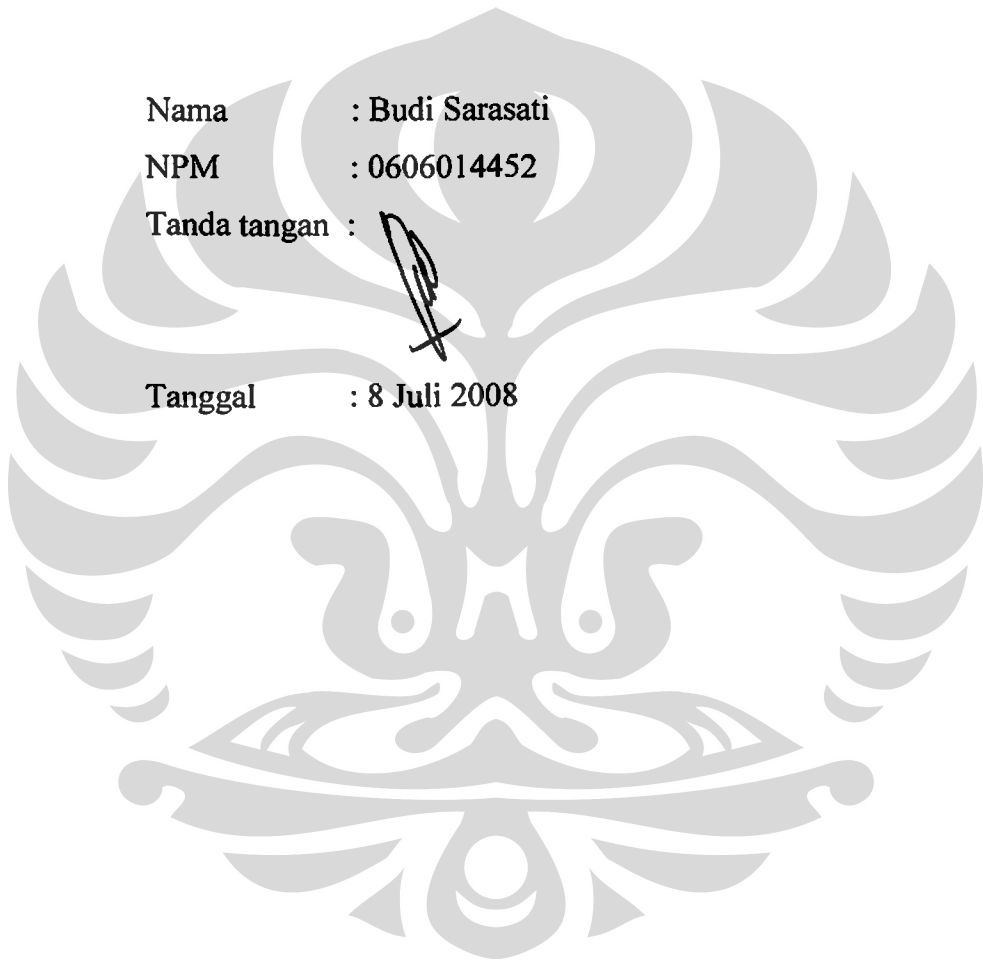 Nama : Budi Sarasati
NPM : 0606014452
Tanda tangan :
Tanggal : 8 Juli 2008